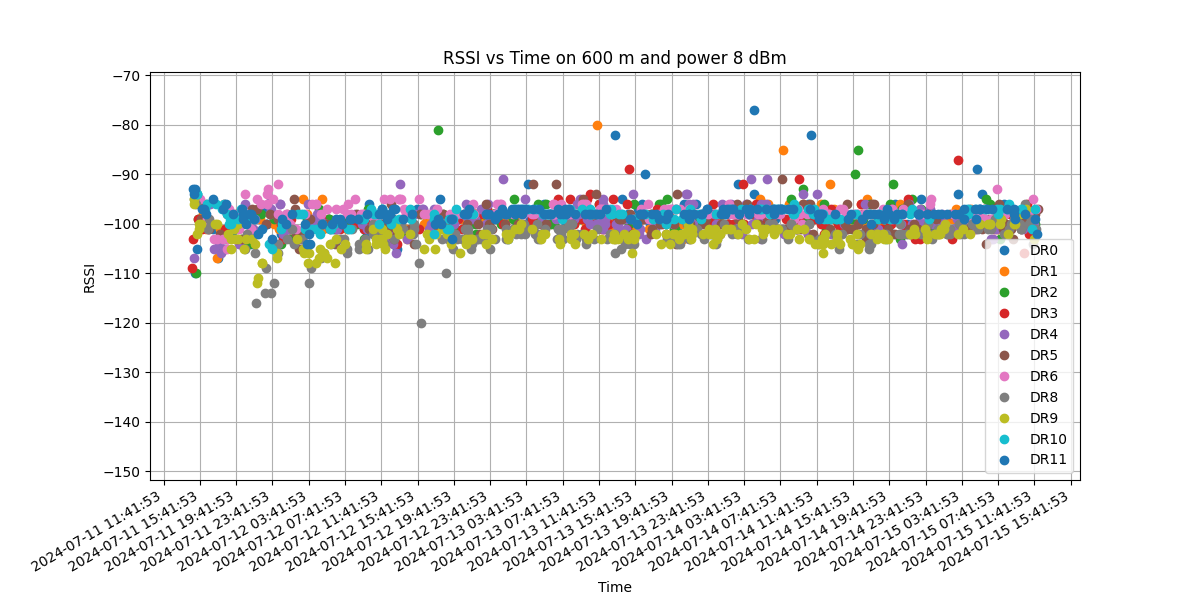 RSSI vs Time on 600 m and power 8 dBm
−70
−80
−90
−100
−110
−120
−130
−140
−150
RSSI
DR0
DR1
DR2
DR3
DR4
DR5
DR6
DR8
DR9
DR10
DR11
2024-07-11 11:41:53
2024-07-11 15:41:53
2024-07-11 19:41:53
2024-07-11 23:41:53
2024-07-12 03:41:53
2024-07-12 07:41:53
2024-07-12 11:41:53
2024-07-12 15:41:53
2024-07-12 19:41:53
2024-07-12 23:41:53
2024-07-13 03:41:53
2024-07-13 07:41:53
2024-07-13 11:41:53
2024-07-13 15:41:53
2024-07-13 19:41:53
2024-07-13 23:41:53
2024-07-14 03:41:53
2024-07-14 07:41:53
2024-07-14 11:41:53
2024-07-14 15:41:53
2024-07-14 19:41:53
2024-07-14 23:41:53
2024-07-15 03:41:53
2024-07-15 07:41:53
2024-07-15 11:41:53
2024-07-15 15:41:53
Time